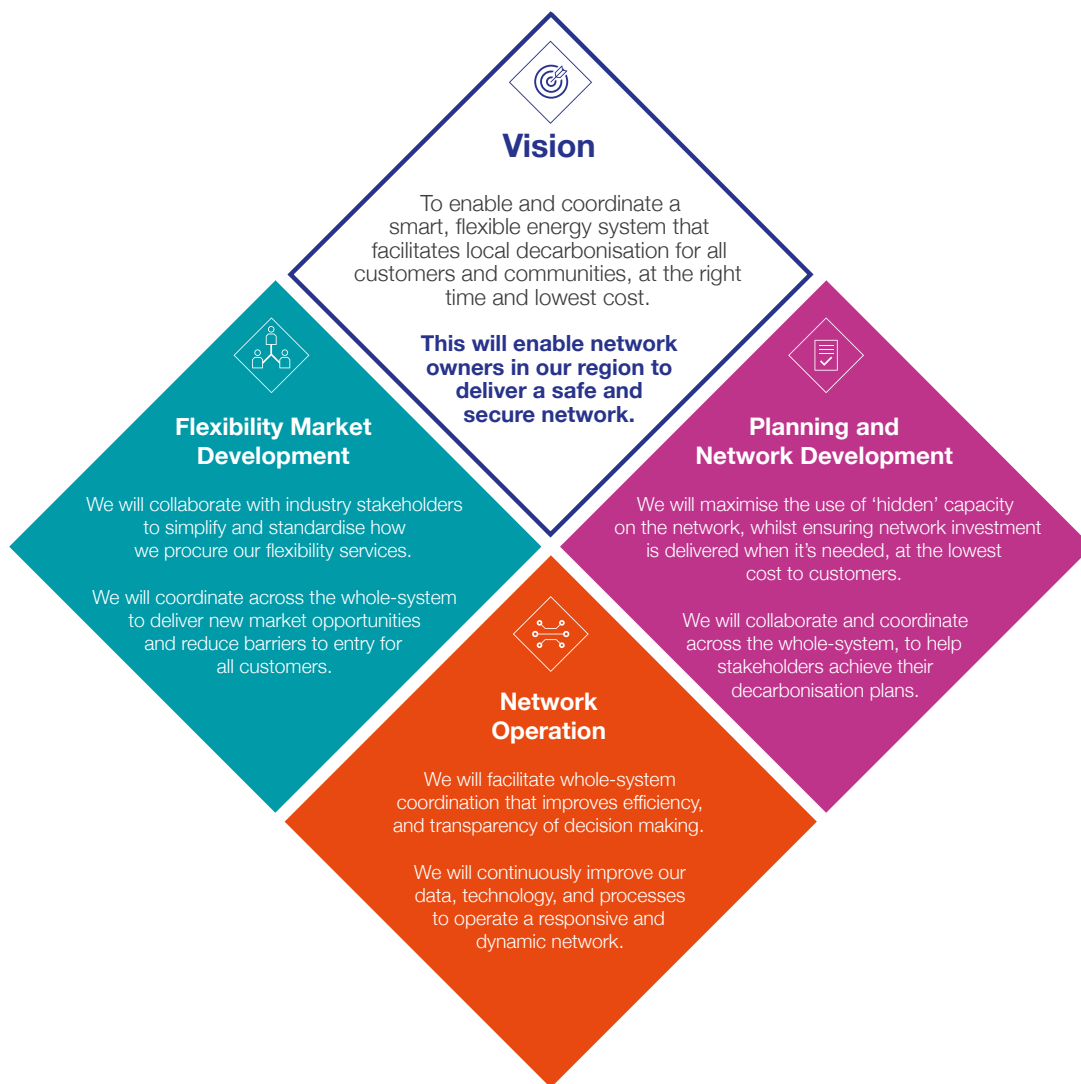 Vision
To enable and coordinate a
smart, flexible energy system that
facilitates local decarbonisation for all
customers and communities, at the right
time and lowest cost.
This will enable network
owners in our region to
deliver a safe and
secure network.
Flexibility Market
Development
We will collaborate with industry stakeholders
to simplify and standardise how
we procure our flexibility services.
We will coordinate across the whole-system
to deliver new market opportunities
and reduce barriers to entry for
all customers.
Planning and
Network Development
We will maximise the use of ‘hidden’ capacity
on the network, whilst ensuring network investment
is delivered when it’s needed, at the lowest
cost to customers.
We will collaborate and coordinate
across the whole-system, to help
stakeholders achieve their
decarbonisation plans.
Network
Operation
We will facilitate whole-system
coordination that improves efficiency,
and transparency of decision making.
We will continuously improve our
data, technology, and processes
to operate a responsive and
dynamic network.